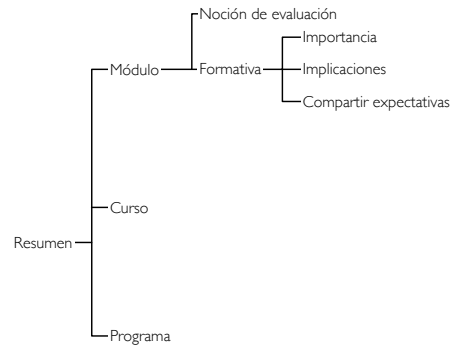 Noción de evaluación
Importancia
Módulo
Formativa
Implicaciones
Compartir expectativas
Curso
Resumen
Programa